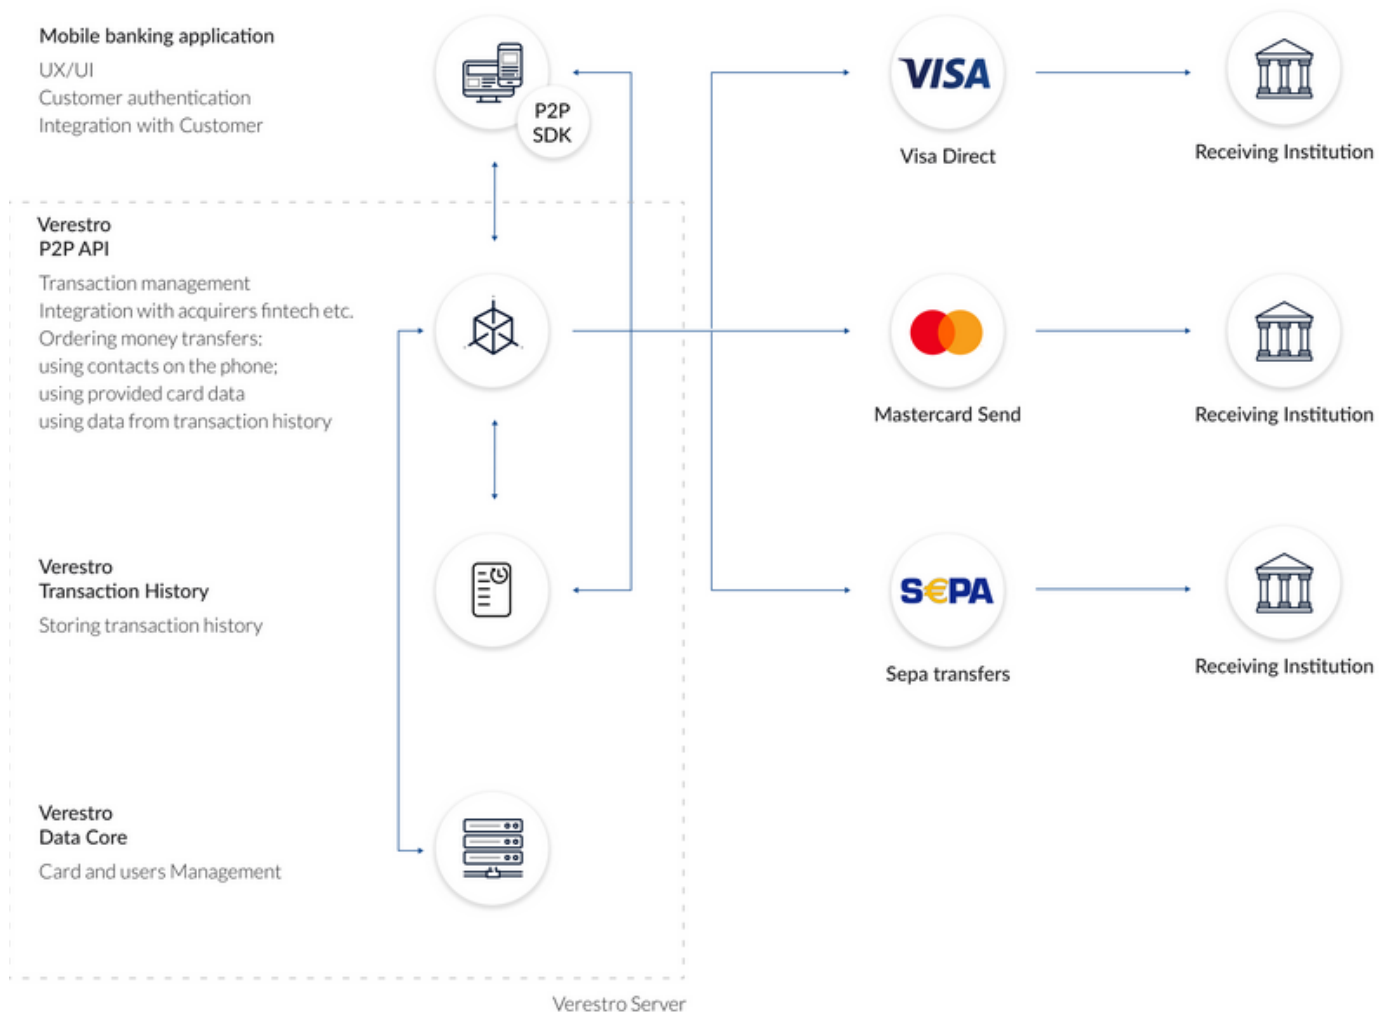 Mobile banking application
UX/UI
Customer authentication
Integration with Customer
P2P
SDK
VISA
Visa Direct
Receiving Institution
Verestro
P2P API
Transaction management
Integration with acquirers fintech etc.
Ordering money transfers:
using contacts on the phone;
using provided card data
using data from transaction history
Mastercard Send
Receiving Institution
Verestro
Transaction History
Storing transaction history
S€PA
Sepa transfers
Receiving Institution
Verestro
Data Core
Card and users Management
Verestro Server